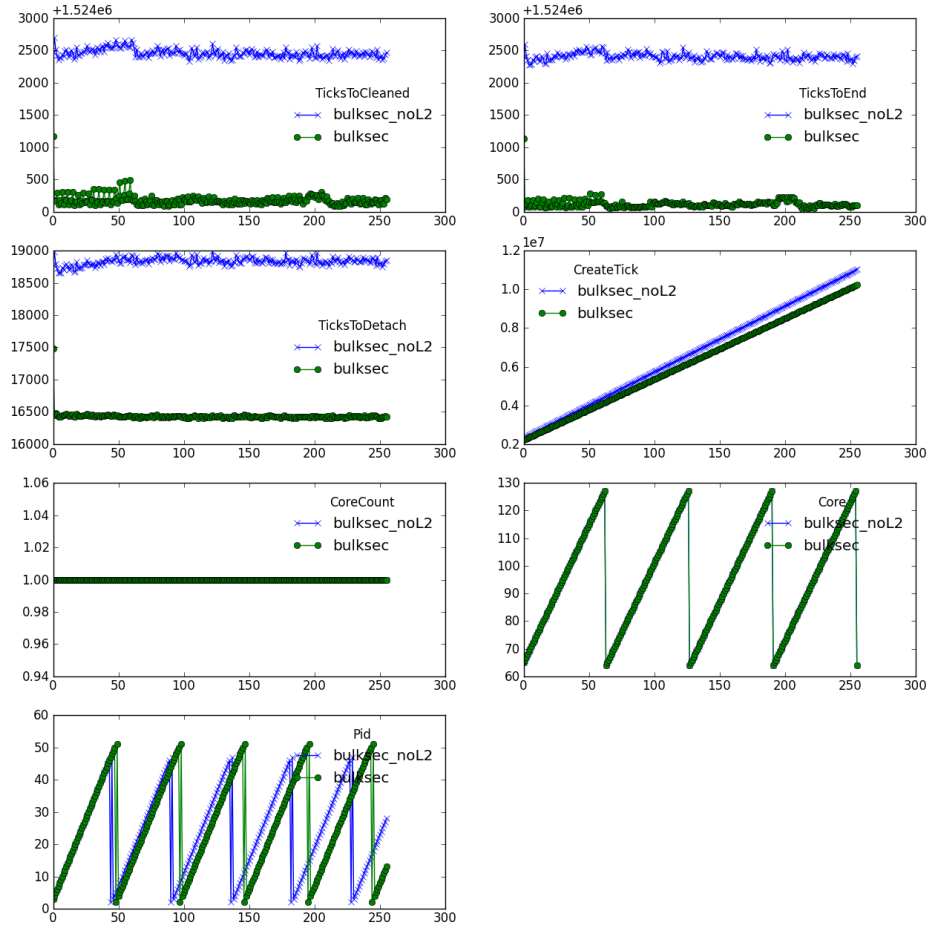 +1.524e6
3000
2500
2000
1500
1000
500
0
0 50 100 150 200 250 300
TicksToCleaned
bulksec_noL2
bulksec
+1.524e6
3000
2500
2000
1500
1000
500
0
0 50 100 150 200 250 300
TicksToEnd
bulksec_noL2
bulksec
19000
18500
18000
17500
17000
16500
16000
0 50 100 150 200 250 300
TicksToDetach
bulksec_noL2
bulksec
1e7
1.2
1.0
0.8
0.6
0.4
0.2
0 50 100 150 200 250 300
CreateTick
bulksec_noL2
bulksec
1.06
1.04
1.02
1.00
0.98
0.96
0.94
0 50 100 150 200 250 300
CoreCount
bulksec_noL2
bulksec
130
120
110
100
90
80
70
60
0 50 100 150 200 250 300
Core
bulksec_noL2
bulksec
60
50
40
30
20
10
0
0 50 100 150 200 250 300
Pid
bulksec_noL2
bulksec